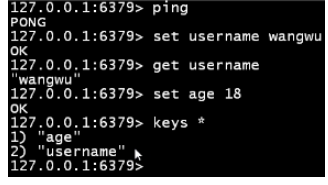 127.0.0.1:6379> ping
PONG
127.0.0.1:6379> set username wangwu
OK
127.0.0.1:6379> get username
"wangwu"
127.0.0.1:6379> set age 18
OK
127.0.0.1:6379> keys *
1) "age"
2) "username"
127.0.0.1:6379>